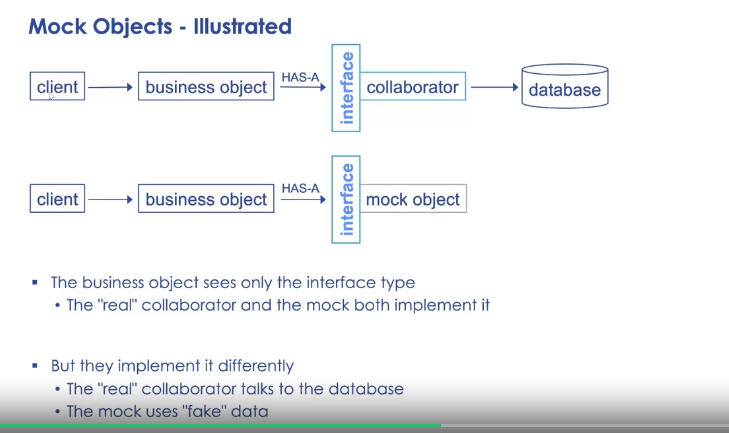 Mock Objects - Illustrated
client
business object
HAS-A
interface
collaborator
database
client
business object
HAS-A
interface
mock object
▪ The business object sees only the interface type
• The "real" collaborator and the mock both implement it
▪ But they implement it differently
• The "real" collaborator talks to the database
• The mock uses "fake" data